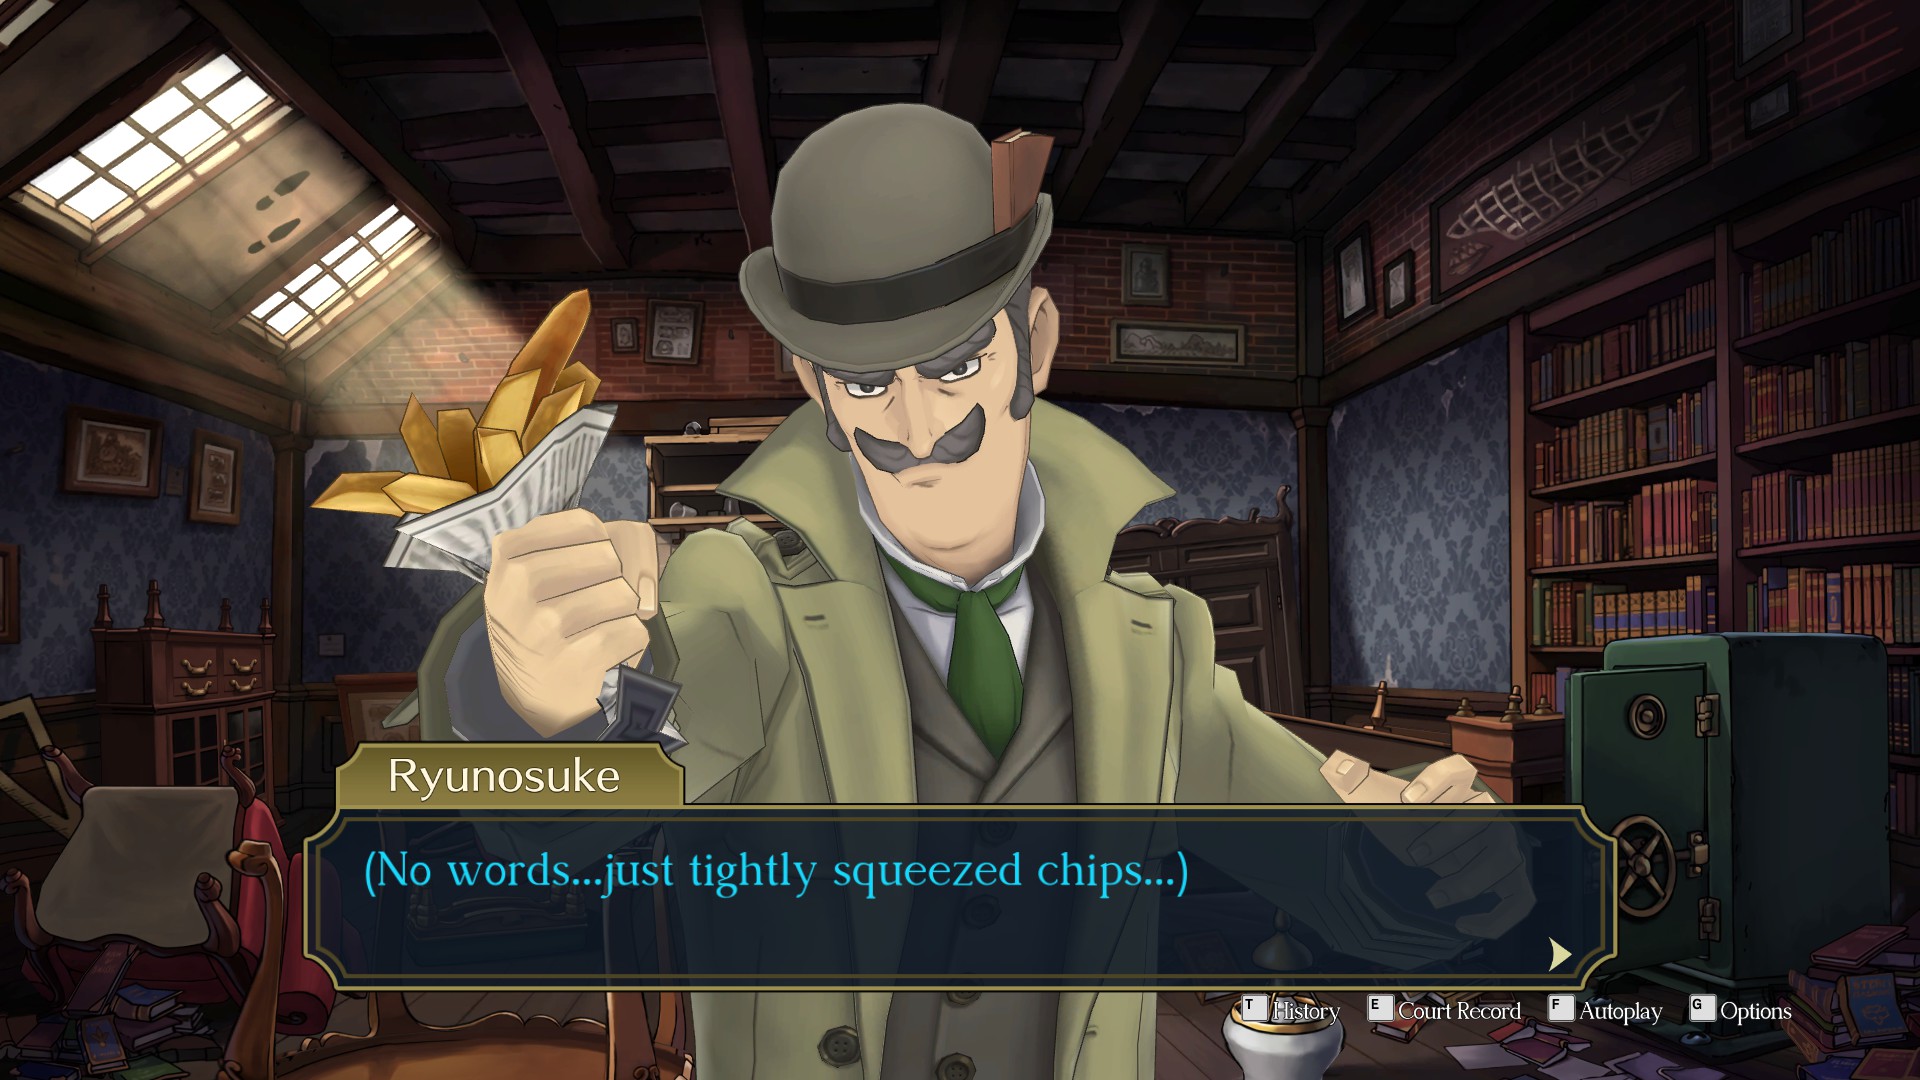 Ryunosuke
(No words...just tightly squeezed chips...)
T History E Court Record F Autoplay G Options